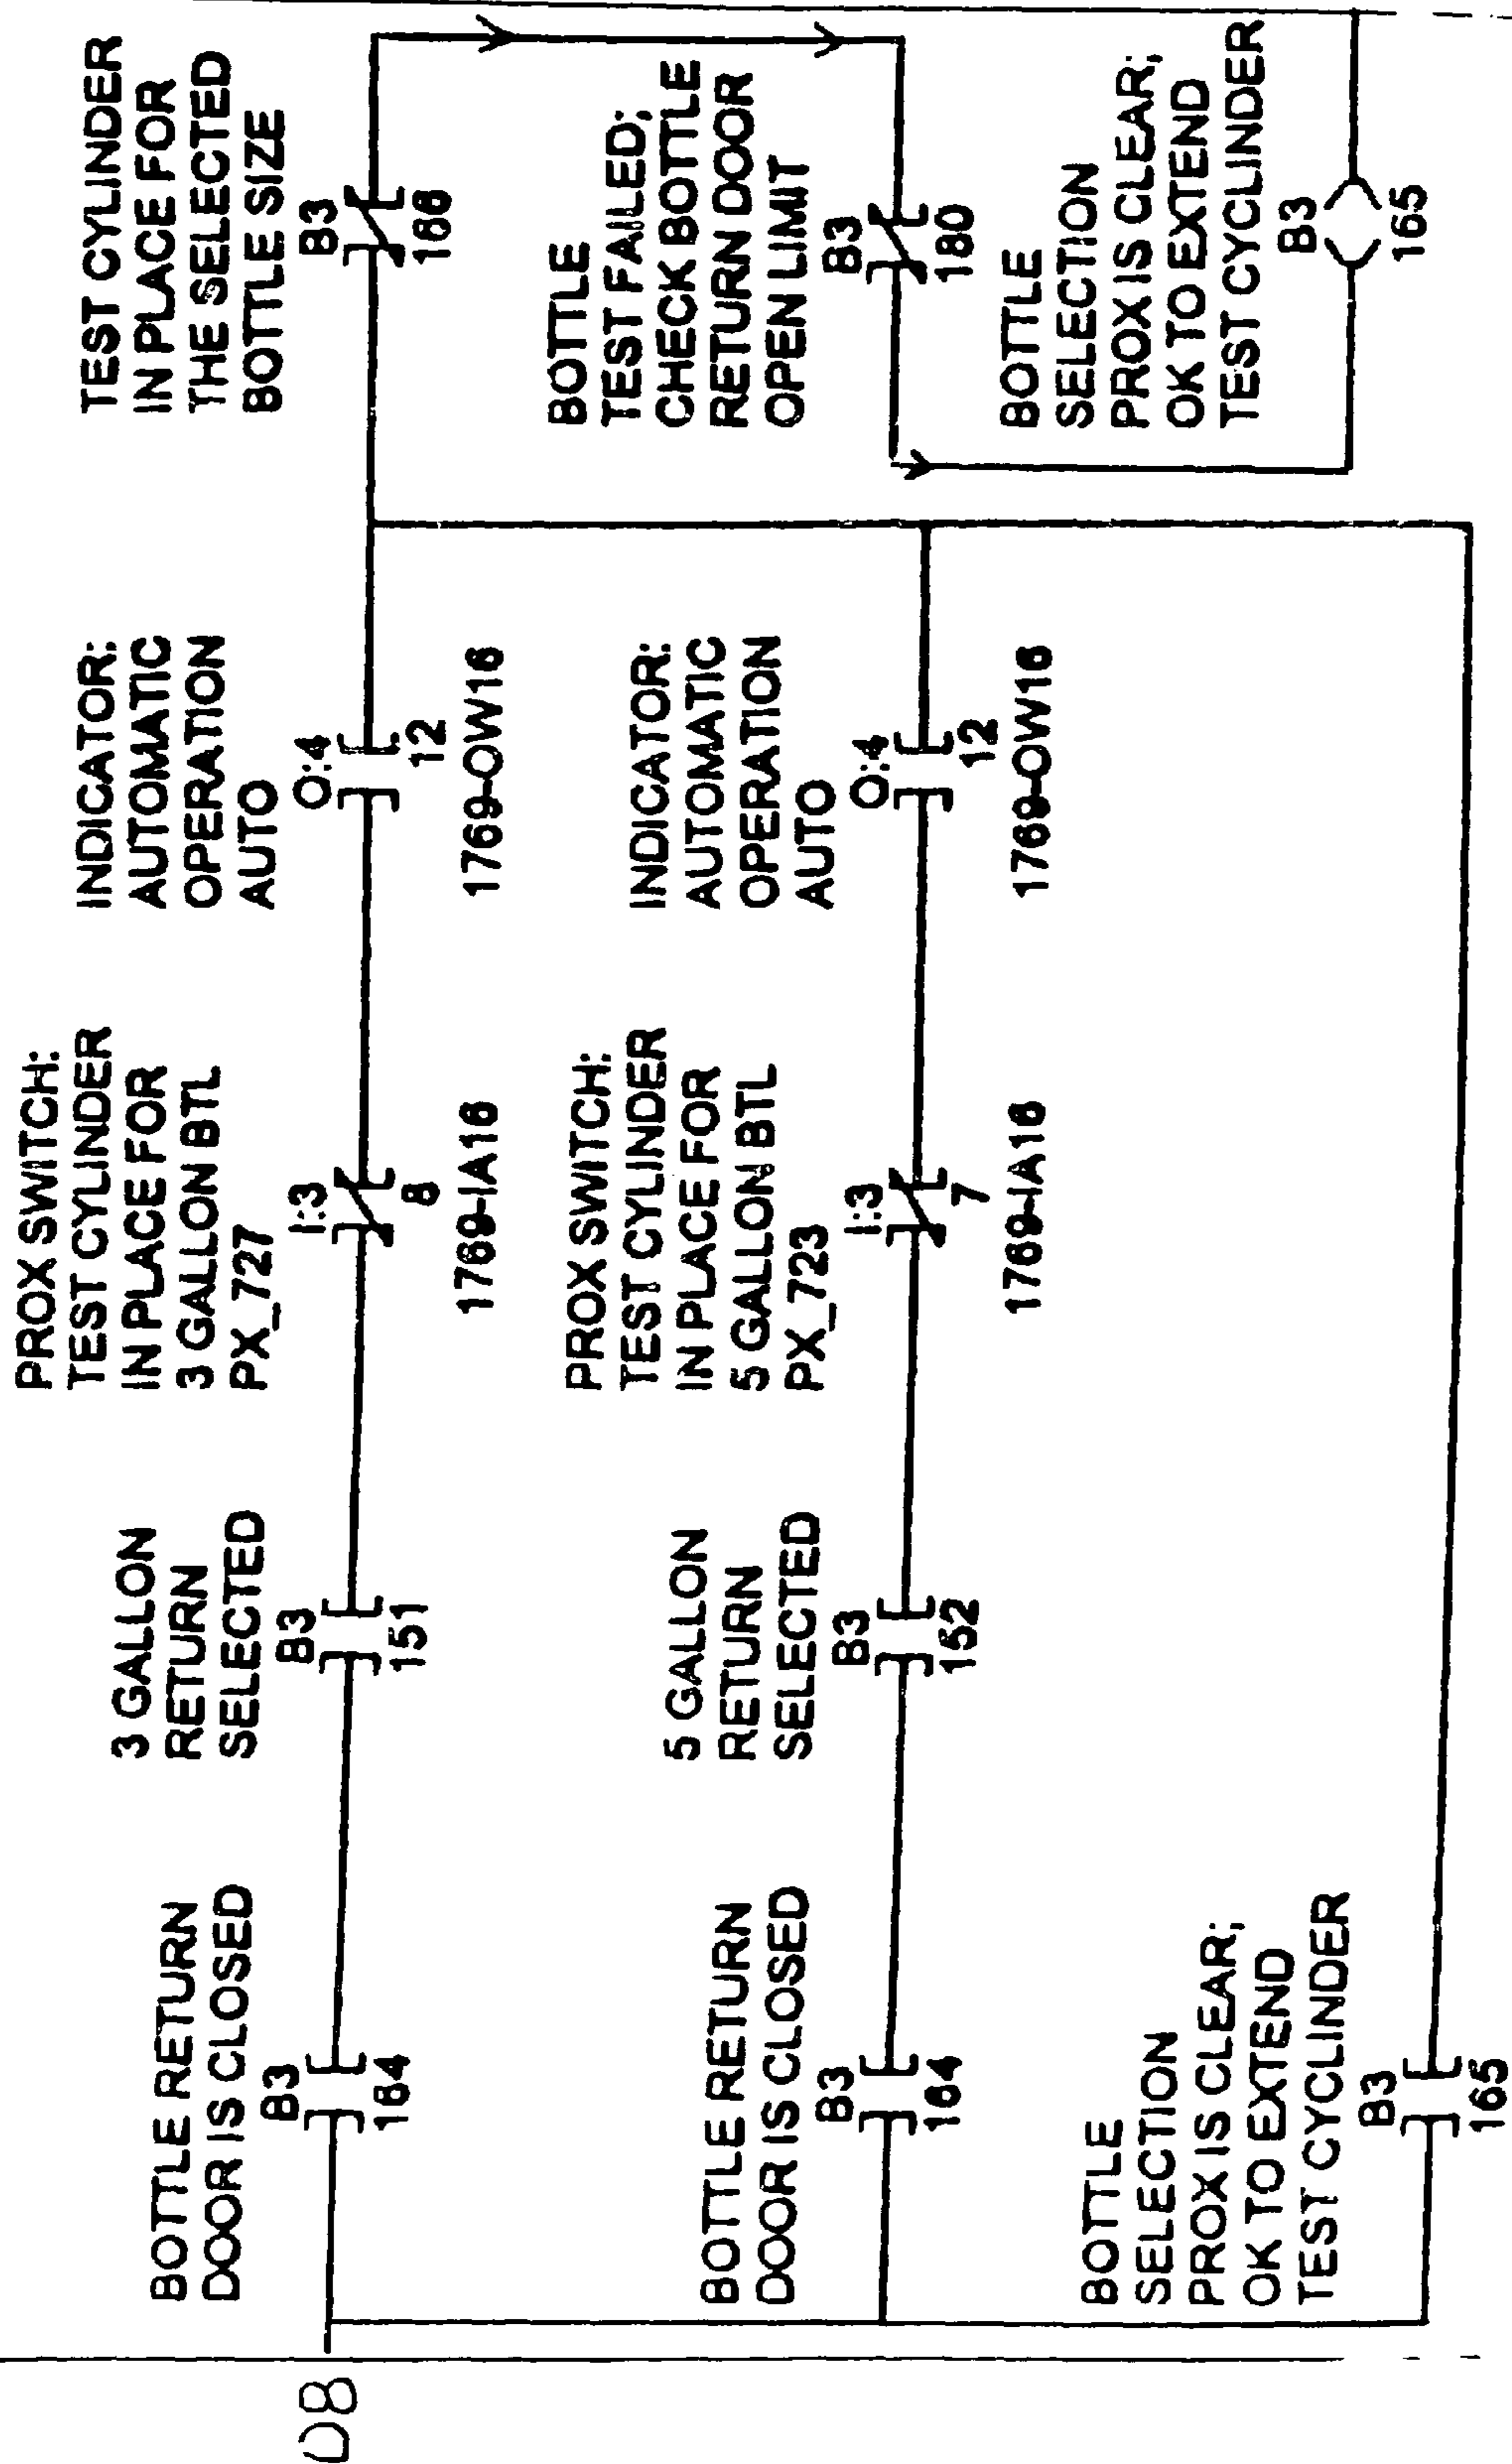 08
BOTTLE RETURN
DOOR IS CLOSED
B3
164
3 GALLON
RETURN
SELECTED
B3
151
PROX SWITCH:
TEST CYLINDER
IN PLACE FOR
3 GALLON BTL
PX_727
I:3
8
1769-IA16
INDICATOR:
AUTOMATIC
OPERATION
AUTO
O:4
12
1769-OW16
TEST CYLINDER
IN PLACE FOR
THE SELECTED
BOTTLE SIZE
B3
166
BOTTLE RETURN
DOOR IS CLOSED
B3
164
5 GALLON
RETURN
SELECTED
B3
152
PROX SWITCH:
TEST CYLINDER
IN PLACE FOR
5 GALLON BTL
PX_723
I:3
7
1769-IA16
INDICATOR:
AUTOMATIC
OPERATION
AUTO
O:4
12
1769-OW16
BOTTLE
TEST FAILED;
CHECK BOTTLE
RETURN DOOR
OPEN LIMIT
B3
180
BOTTLE
SELECTION
PROX IS CLEAR;
OK TO EXTEND
TEST CYLINDER
B3
165
BOTTLE
SELECTION
PROX IS CLEAR;
OK TO EXTEND
TEST CYCLINDER
B3
165